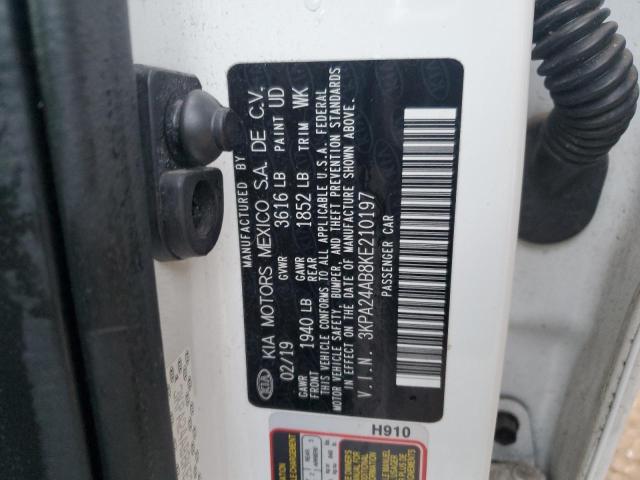 MANUFACTURED BY
KIA MOTORS MEXICO S.A. DE C.V.
02/19 GVWR 3616 LB PAINT UD
GAWR FRONT 1940 LB GAWR REAR 1852 LB TRIM WK
THIS VEHICLE CONFORMS TO ALL APPLICABLE U.S.A. FEDERAL
MOTOR VEHICLE SAFETY, BUMPER, AND THEFT PREVENTION STANDARDS
IN EFFECT ON THE DATE OF MANUFACTURE SHOWN ABOVE.
V.I.N. 3KPA24AB8KE210197
PASSENGER CAR
KIA
H910